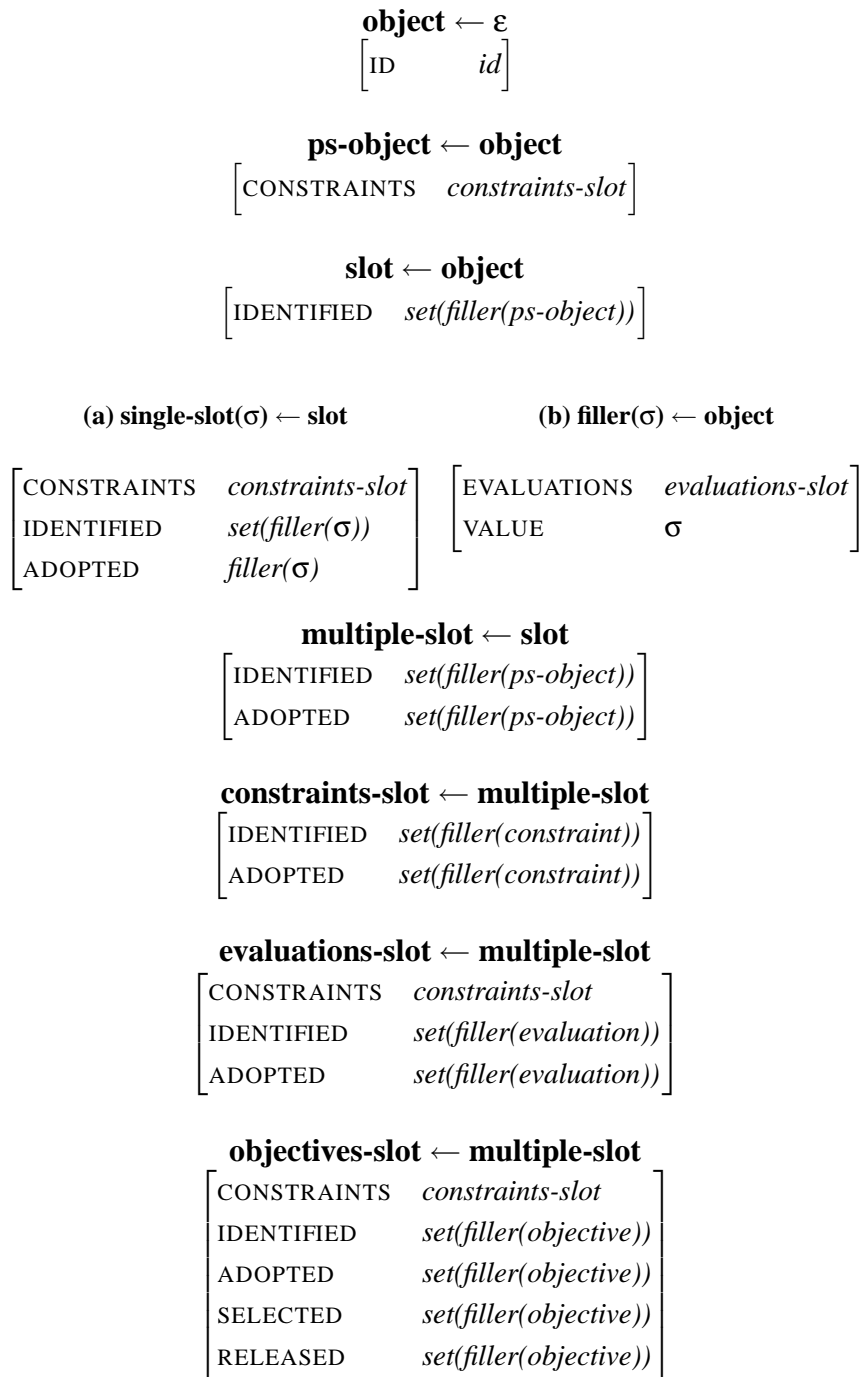 object ← ε
ID id
ps-object ← object
CONSTRAINTS constraints-slot
slot ← object
IDENTIFIED set(filler(ps-object))
(a) single-slot(σ) ← slot
CONSTRAINTS constraints-slot
IDENTIFIED set(filler(σ))
ADOPTED filler(σ)
(b) filler(σ) ← object
EVALUATIONS evaluations-slot
VALUE σ
multiple-slot ← slot
IDENTIFIED set(filler(ps-object))
ADOPTED set(filler(ps-object))
constraints-slot ← multiple-slot
IDENTIFIED set(filler(constraint))
ADOPTED set(filler(constraint))
evaluations-slot ← multiple-slot
CONSTRAINTS constraints-slot
IDENTIFIED set(filler(evaluation))
ADOPTED set(filler(evaluation))
objectives-slot ← multiple-slot
CONSTRAINTS constraints-slot
IDENTIFIED set(filler(objective))
ADOPTED set(filler(objective))
SELECTED set(filler(objective))
RELEASED set(filler(objective))